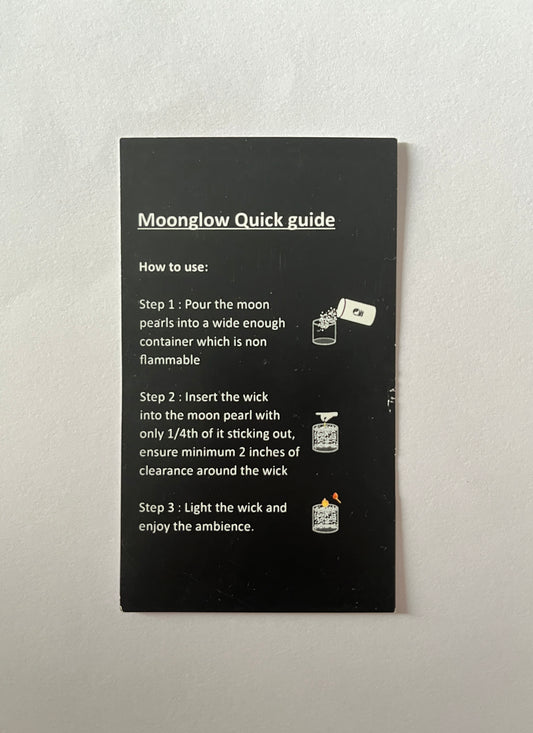 Moonglow Quick guide
How to use:
Step 1 : Pour the moon
pearls into a wide enough
container which is non
flammable
Step 2 : Insert the wick
into the moon pearl with
only 1/4th of it sticking out,
ensure minimum 2 inches of
clearance around the wick
Step 3 : Light the wick and
enjoy the ambience.